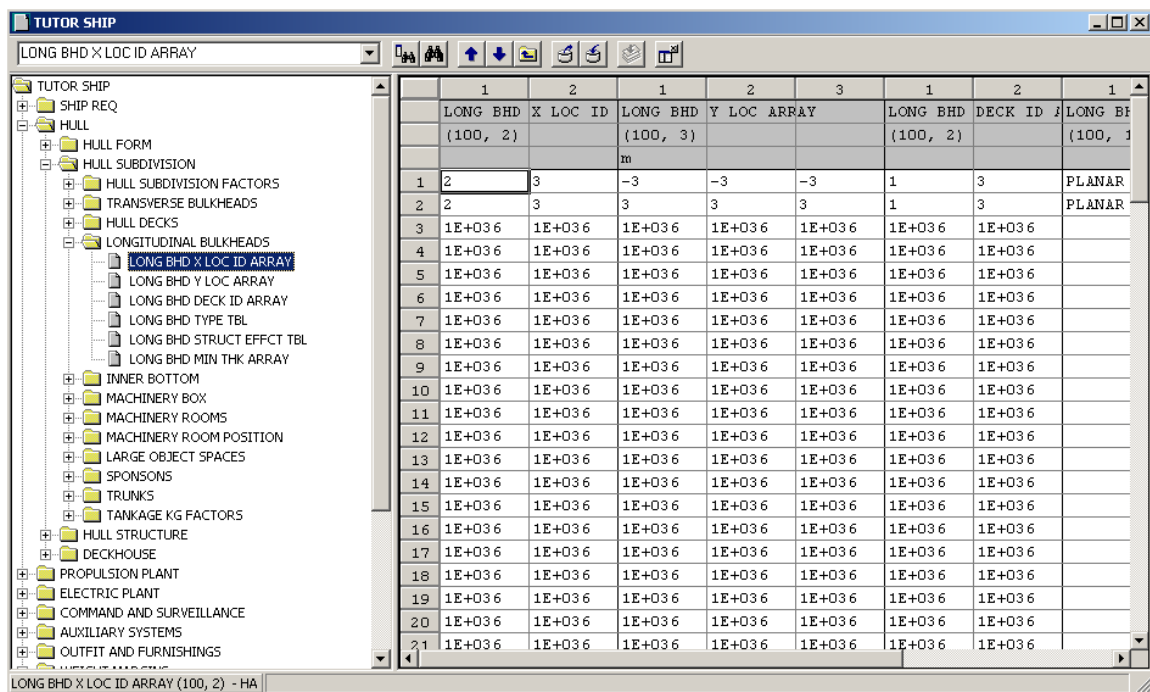 TUTOR SHIP
LONG BHD X LOC ID ARRAY
TUTOR SHIP
SHIP REQ
HULL
HULL FORM
HULL SUBDIVISION
HULL SUBDIVISION FACTORS
TRANSVERSE BULKHEADS
HULL DECKS
LONGITUDINAL BULKHEADS
LONG BHD X LOC ID ARRAY
LONG BHD Y LOC ARRAY
LONG BHD DECK ID ARRAY
LONG BHD TYPE TBL
LONG BHD STRUCT EFFCT TBL
LONG BHD MIN THK ARRAY
INNER BOTTOM
MACHINERY BOX
MACHINERY ROOMS
MACHINERY ROOM POSITION
LARGE OBJECT SPACES
SPONSONS
TRUNKS
TANKAGE KG FACTORS
HULL STRUCTURE
DECKHOUSE
PROPULSION PLANT
ELECTRIC PLANT
COMMAND AND SURVEILLANCE
AUXILIARY SYSTEMS
OUTFIT AND FURNISHINGS
1 2 1 2 3 1 2 1
LONG BHD X LOC ID LONG BHD Y LOC ARRAY LONG BHD DECK ID LONG
(100, 2) (100, 3) (100, 2) (100,
m
1 2 3 -3 -3 -3 1 3 PLANAR
2 2 3 3 3 3 1 3 PLANAR
3 1E+036 1E+036 1E+036 1E+036 1E+036 1E+036 1E+036
4 1E+036 1E+036 1E+036 1E+036 1E+036 1E+036 1E+036
5 1E+036 1E+036 1E+036 1E+036 1E+036 1E+036 1E+036
6 1E+036 1E+036 1E+036 1E+036 1E+036 1E+036 1E+036
7 1E+036 1E+036 1E+036 1E+036 1E+036 1E+036 1E+036
8 1E+036 1E+036 1E+036 1E+036 1E+036 1E+036 1E+036
9 1E+036 1E+036 1E+036 1E+036 1E+036 1E+036 1E+036
10 1E+036 1E+036 1E+036 1E+036 1E+036 1E+036 1E+036
11 1E+036 1E+036 1E+036 1E+036 1E+036 1E+036 1E+036
12 1E+036 1E+036 1E+036 1E+036 1E+036 1E+036 1E+036
13 1E+036 1E+036 1E+036 1E+036 1E+036 1E+036 1E+036
14 1E+036 1E+036 1E+036 1E+036 1E+036 1E+036 1E+036
15 1E+036 1E+036 1E+036 1E+036 1E+036 1E+036 1E+036
16 1E+036 1E+036 1E+036 1E+036 1E+036 1E+036 1E+036
17 1E+036 1E+036 1E+036 1E+036 1E+036 1E+036 1E+036
18 1E+036 1E+036 1E+036 1E+036 1E+036 1E+036 1E+036
19 1E+036 1E+036 1E+036 1E+036 1E+036 1E+036 1E+036
20 1E+036 1E+036 1E+036 1E+036 1E+036 1E+036 1E+036
21 1E+036 1E+036 1E+036 1E+036 1E+036 1E+036 1E+036
LONG BHD X LOC ID ARRAY (100, 2) - HA